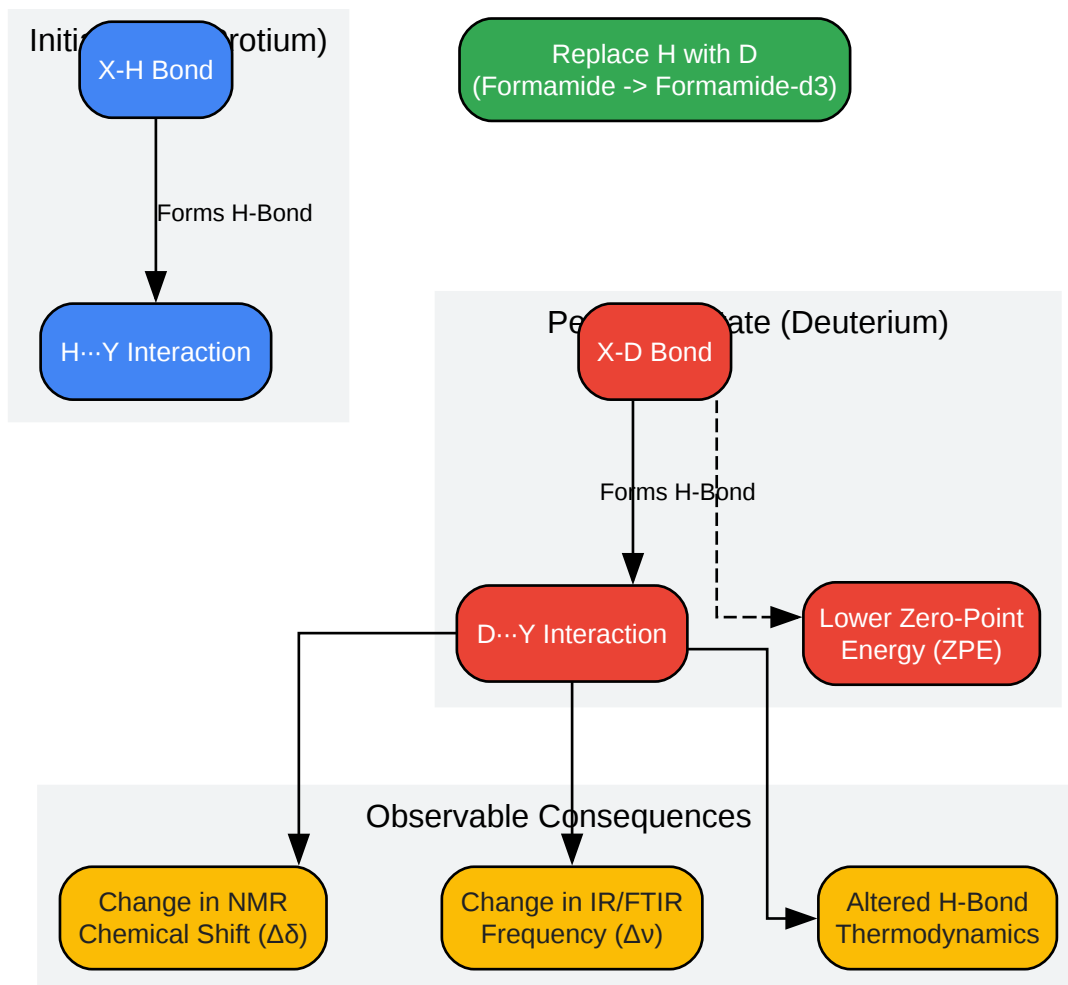 Initia rotium)
X-H Bond
Replace H with D
(Formamide -> Formamide-d3)
Forms H-Bond
H···Y Interaction
Pe ate (Deuterium)
X-D Bond
Forms H-Bond
D···Y Interaction
Lower Zero-Point
Energy (ZPE)
Observable Consequences
Change in NMR
Chemical Shift (Δδ)
Change in IR/FTIR
Frequency (Δν)
Altered H-Bond
Thermodynamics